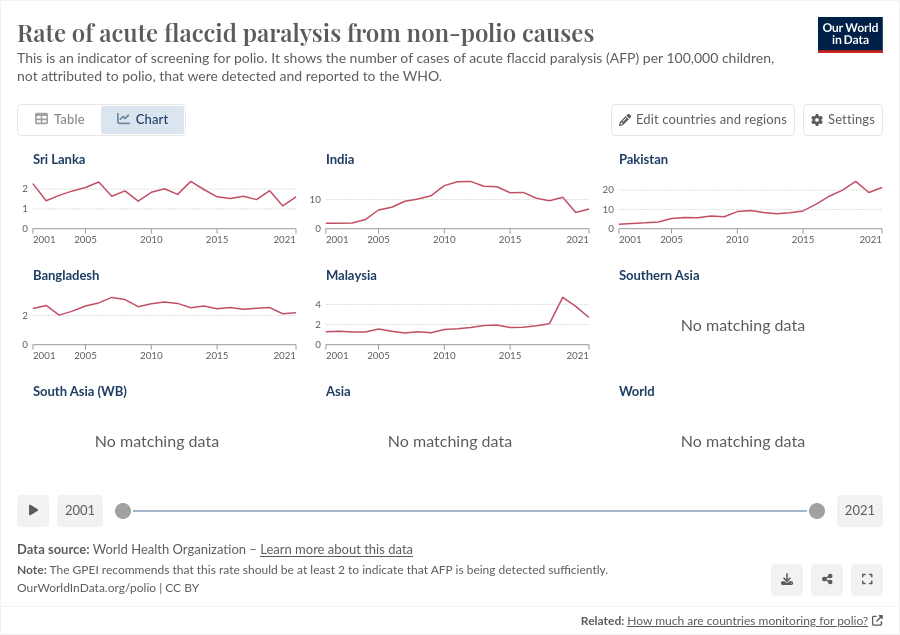 Rate of acute flaccid paralysis from non-polio causes
Our World
in Data
This is an indicator of screening for polio. It shows the number of cases of acute flaccid paralysis (AFP) per 100,000 children,
not attributed to polio, that were detected and reported to the WHO.
Table
Chart
Edit countries and regions
Settings
Sri Lanka
2
1
0
2001 2005 2010 2015 2021
India
10
0
2001 2005 2010 2015 2021
Pakistan
20
10
0
2001 2005 2010 2015 2021
Bangladesh
2
0
2001 2005 2010 2015 2021
Malaysia
4
2
0
2001 2005 2010 2015 2021
Southern Asia
No matching data
South Asia (WB)
No matching data
Asia
No matching data
World
No matching data
2001
2021
Data source: World Health Organization – Learn more about this data
Note: The GPEI recommends that this rate should be at least 2 to indicate that AFP is being detected sufficiently.
OurWorldInData.org/polio | CC BY
Related: How much are countries monitoring for polio?